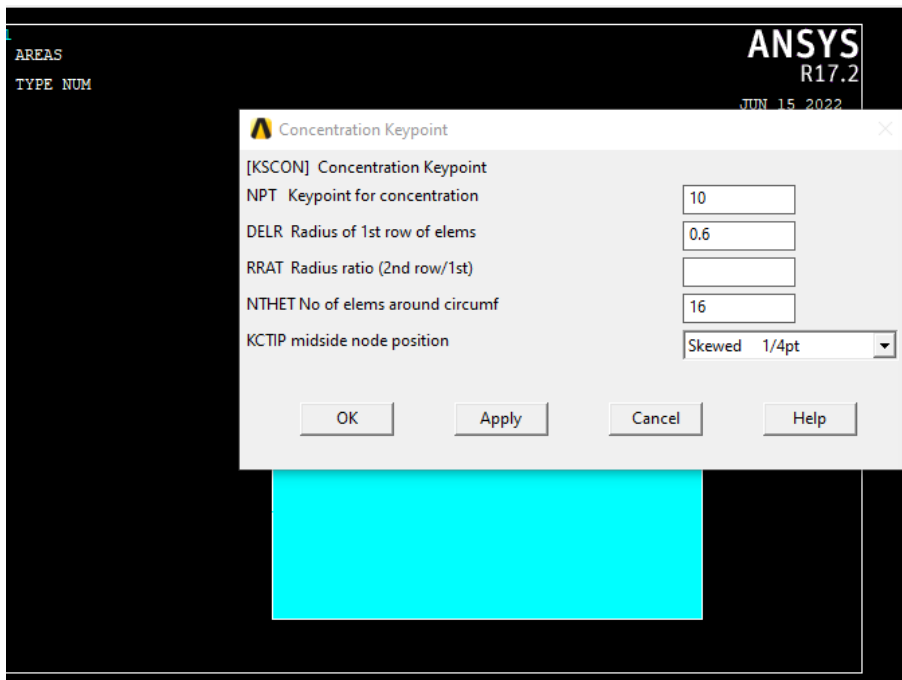 1
AREAS
TYPE NUM
ANSYS
R17.2
JUN 15 2022
Concentration Keypoint
[KSCON] Concentration Keypoint
NPT Keypoint for concentration 10
DELR Radius of 1st row of elems 0.6
RRAT Radius ratio (2nd row/1st)
NTHET No of elems around circumf 16
KCTIP midside node position Skewed 1/4pt
OK Apply Cancel Help